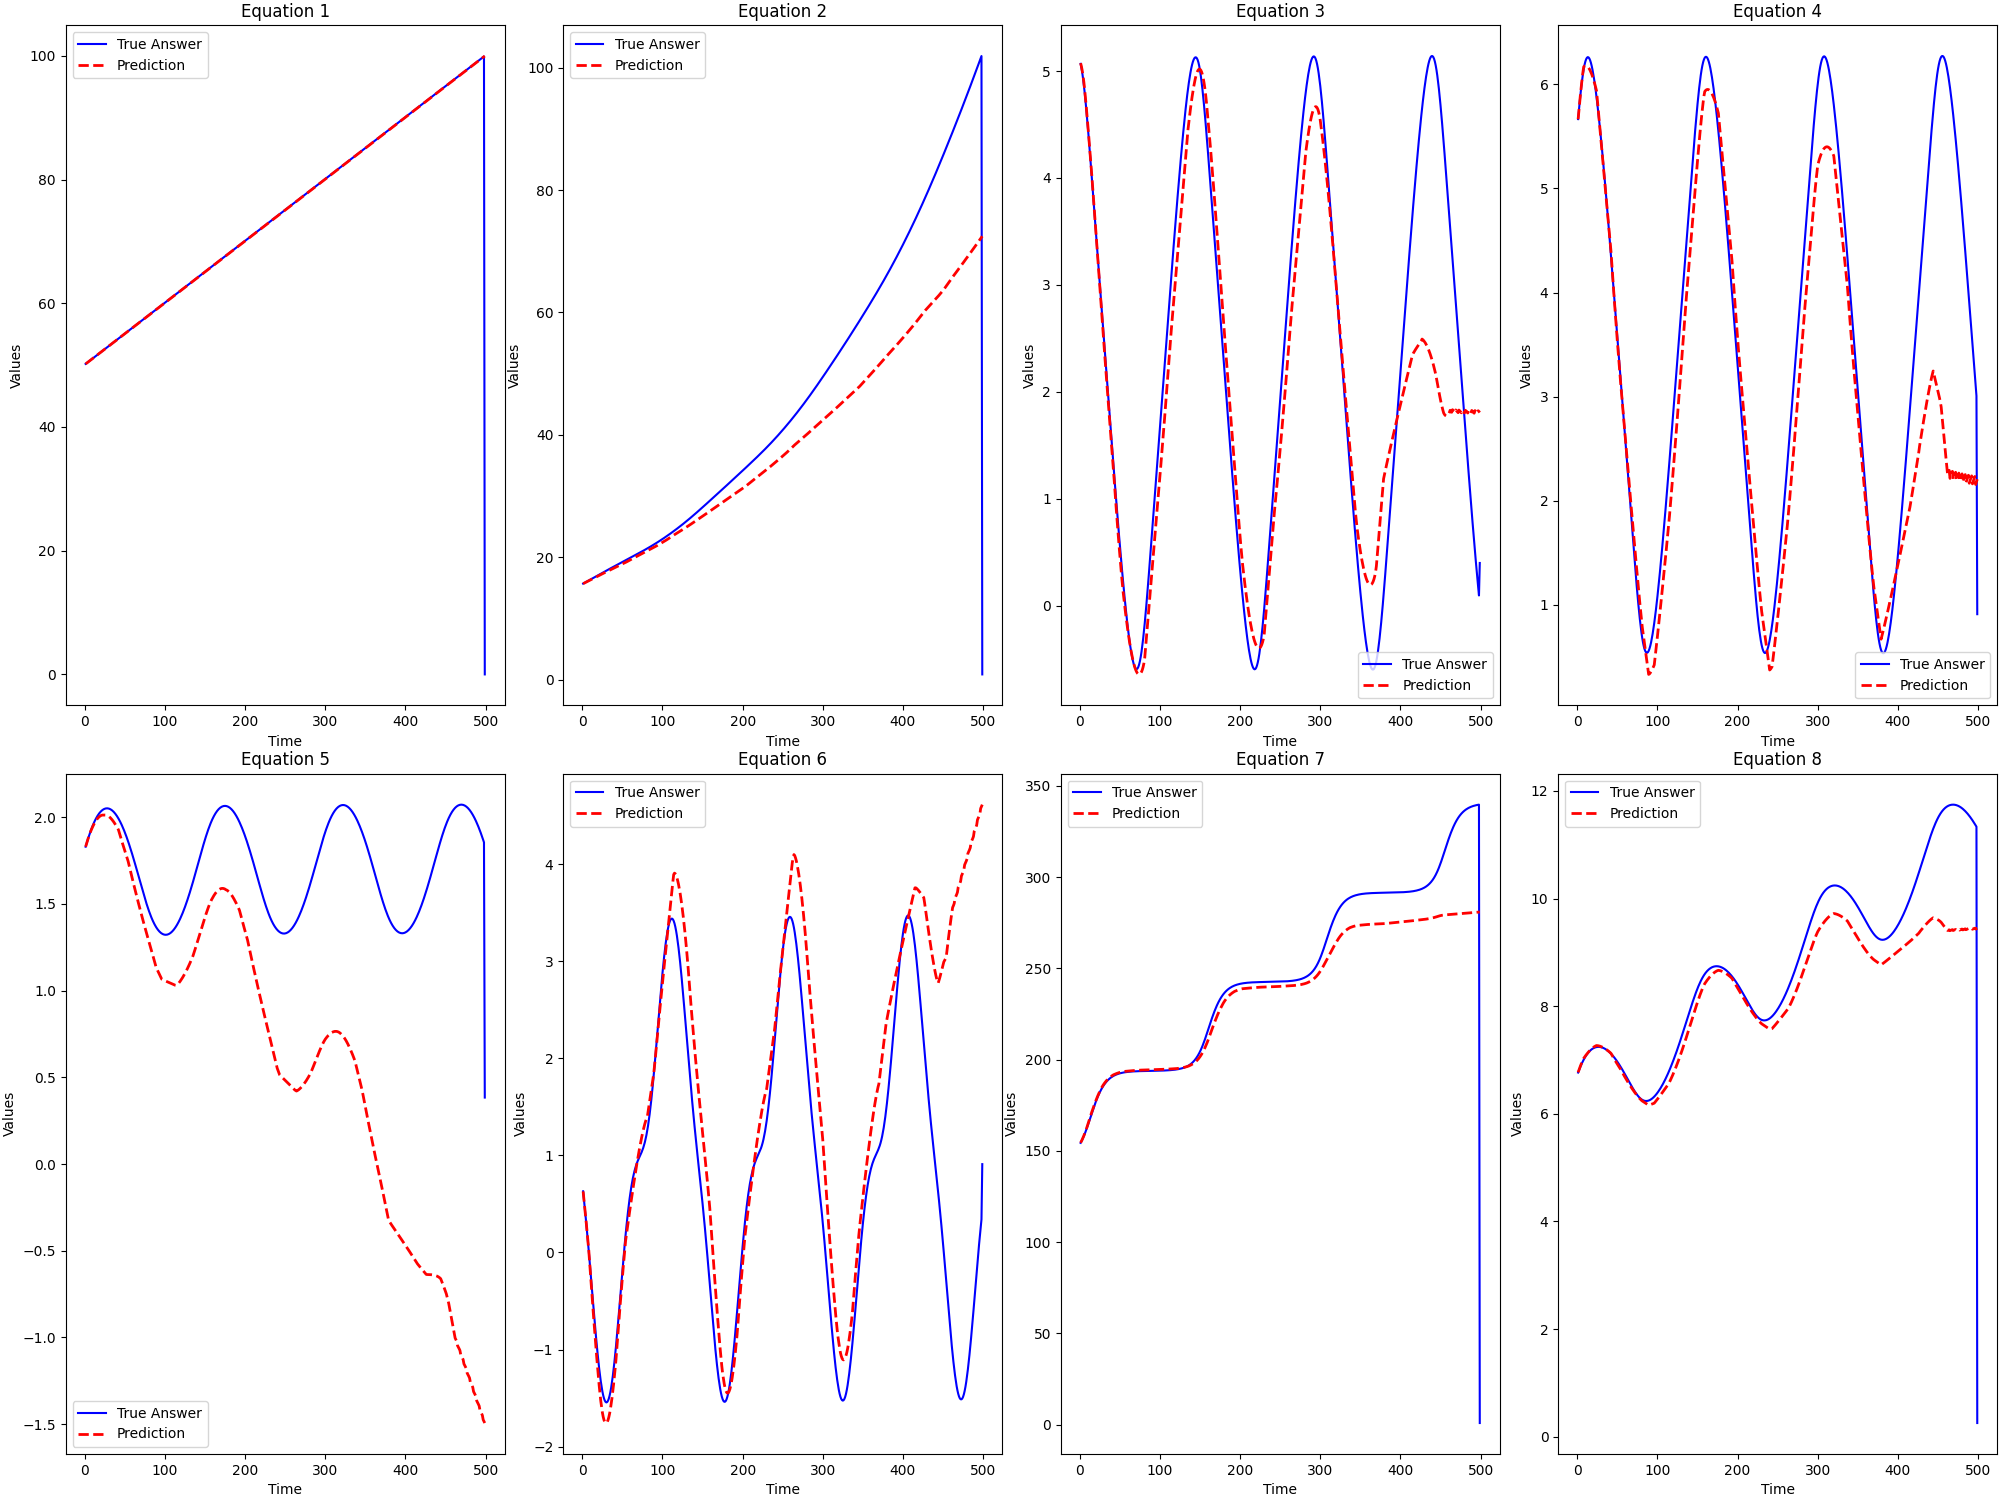 Equation 1
True Answer
Prediction
100
80
60
40
20
0
Values
0 100 200 300 400 500
Time
Equation 2
True Answer
Prediction
100
80
60
40
20
0
Values
0 100 200 300 400 500
Time
Equation 3
5
4
3
2
1
0
Values
True Answer
Prediction
0 100 200 300 400 500
Time
Equation 4
6
5
4
3
2
1
Values
True Answer
Prediction
0 100 200 300 400 500
Time
Equation 5
2.0
1.5
1.0
0.5
0.0
−0.5
−1.0
−1.5
Values
True Answer
Prediction
0 100 200 300 400 500
Time
Equation 6
True Answer
Prediction
4
3
2
1
0
−1
−2
Values
0 100 200 300 400 500
Time
Equation 7
True Answer
Prediction
350
300
250
200
150
100
50
0
Values
0 100 200 300 400 500
Time
Equation 8
True Answer
Prediction
12
10
8
6
4
2
0
Values
0 100 200 300 400 500
Time